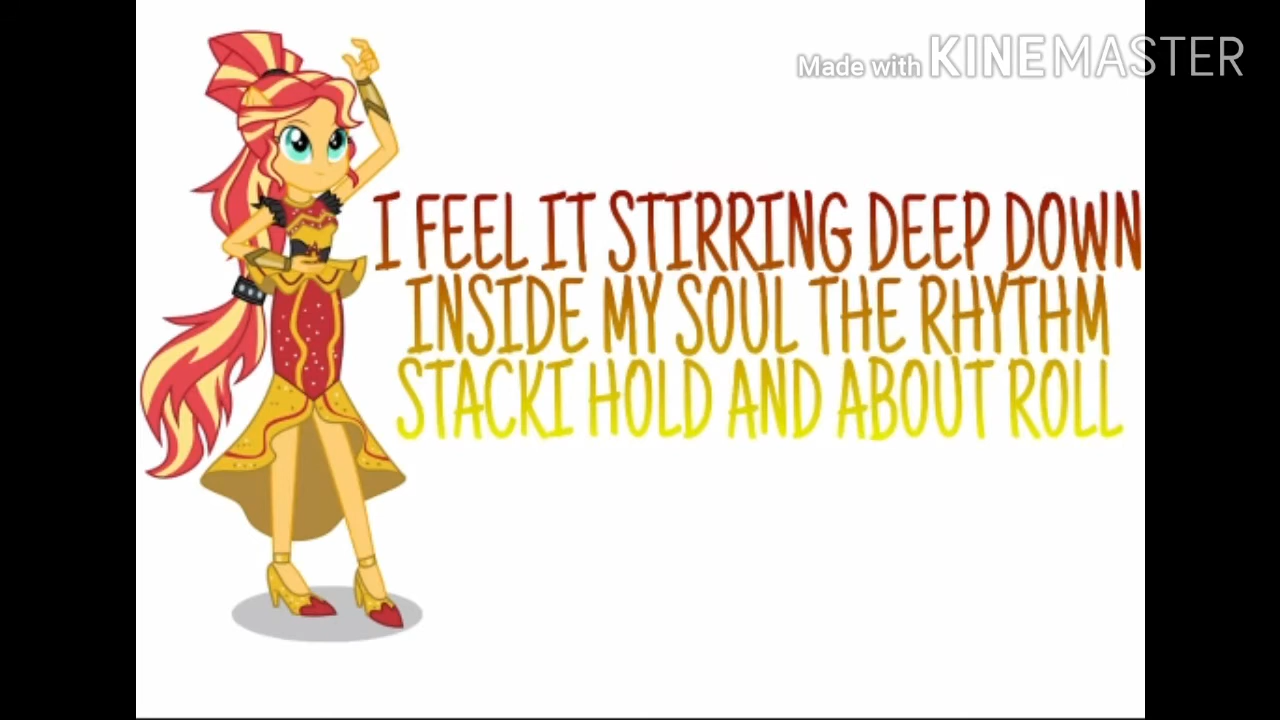 Made with KINEMASTER
I FEEL IT STIRRING DEEP DOWN
INSIDE MY SOUL THE RHYTHM
STACKI HOLD AND ABOUT ROLL